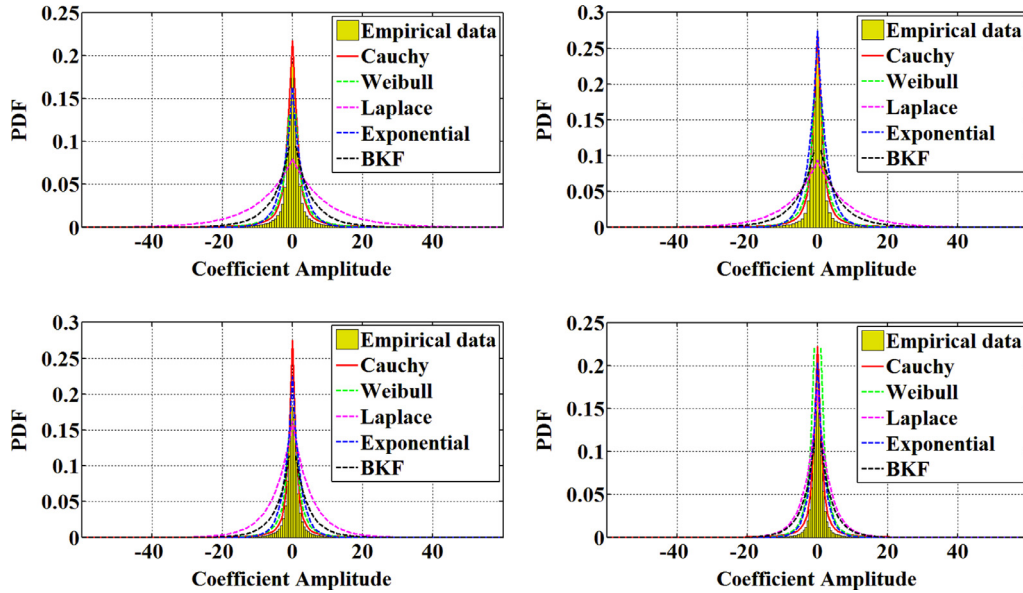 0.25
0.2
0.15
0.1
0.05
0
PDF
-40
-20
0
20
40
Coefficient Amplitude
Empirical data
Cauchy
Weibull
Laplace
Exponential
BKF
0.3
0.25
0.2
0.15
0.1
0.05
0
PDF
-40
-20
0
20
40
Coefficient Amplitude
Empirical data
Cauchy
Weibull
Laplace
Exponential
BKF
0.3
0.25
0.2
0.15
0.1
0.05
0
PDF
-40
-20
0
20
40
Coefficient Amplitude
Empirical data
Cauchy
Weibull
Laplace
Exponential
BKF
0.25
0.2
0.15
0.1
0.05
0
PDF
-40
-20
0
20
40
Coefficient Amplitude
Empirical data
Cauchy
Weibull
Laplace
Exponential
BKF